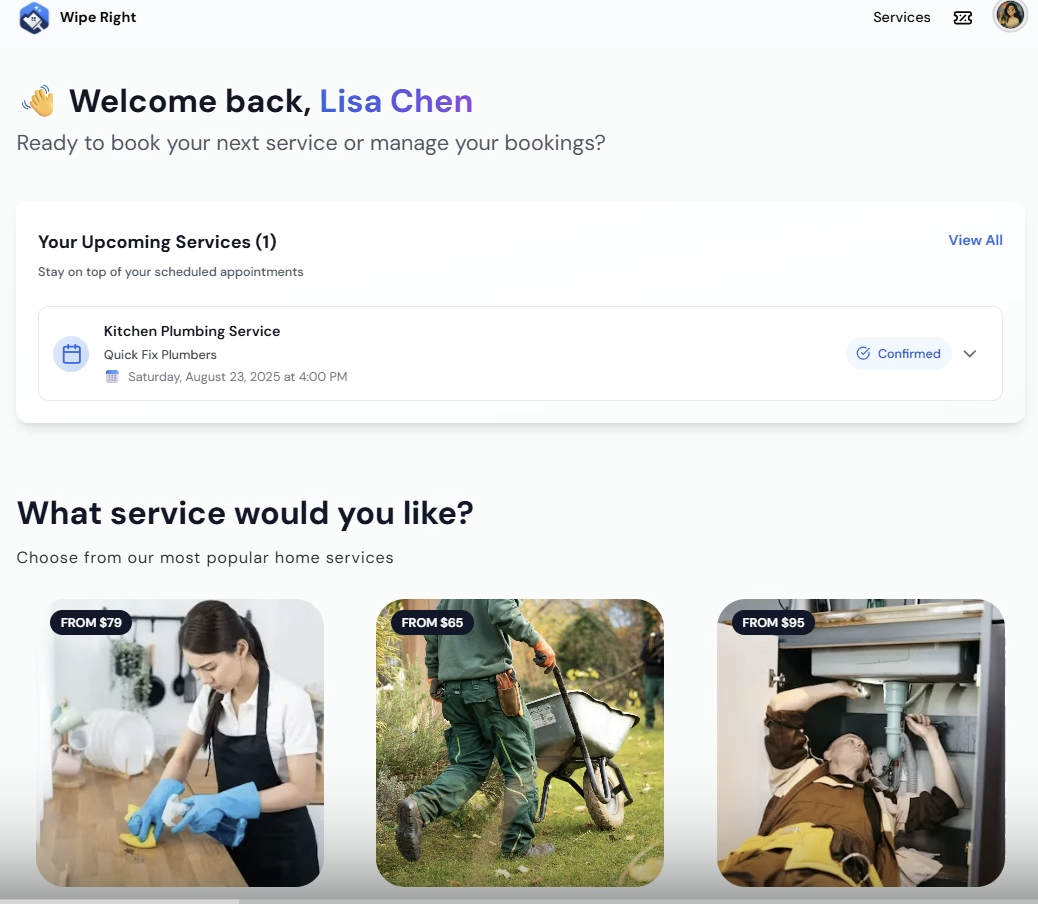 Wipe Right
Services
Welcome back, Lisa Chen
Ready to book your next service or manage your bookings?
Your Upcoming Services (1)
View All
Stay on top of your scheduled appointments
Kitchen Plumbing Service
Quick Fix Plumbers
Saturday, August 23, 2025 at 4:00 PM
Confirmed
What service would you like?
Choose from our most popular home services
FROM $79
FROM $65
FROM $95